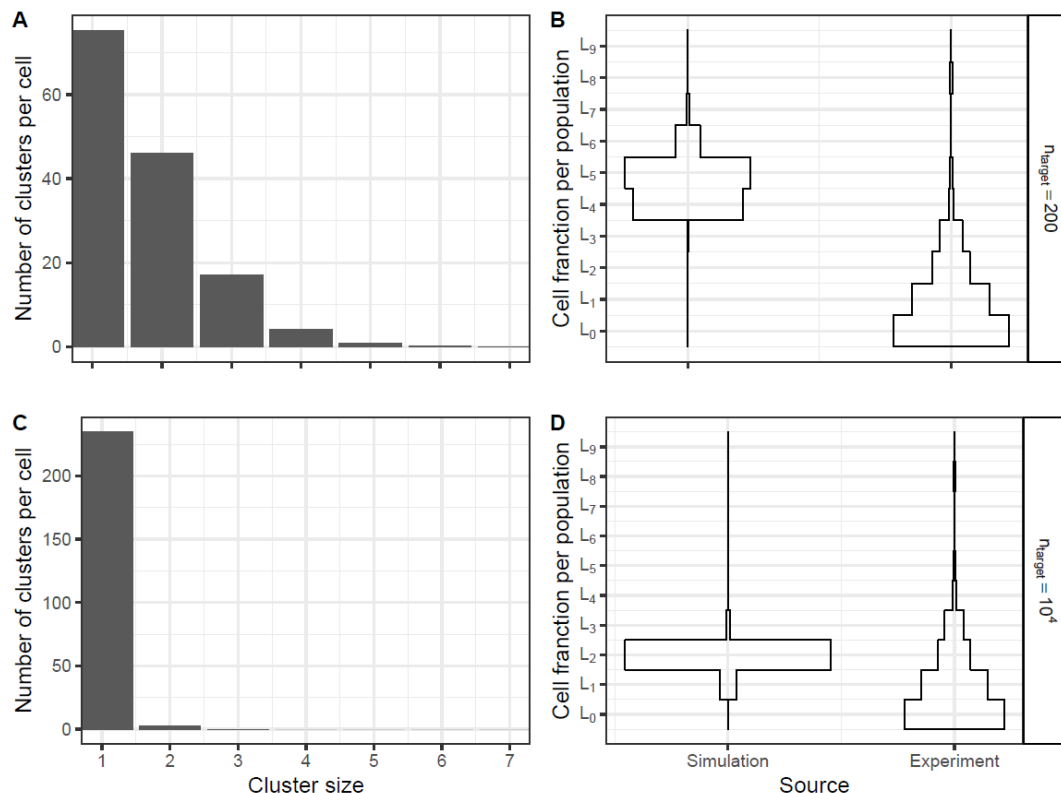 A
Number of clusters per cell
60
40
20
0
B
Cell franction per population
L9
L8
L7
L6
L5
L4
L3
L2
L1
L0
ntarget = 200
C
Number of clusters per cell
200
150
100
50
0
1 2 3 4 5 6 7
Cluster size
D
Cell franction per population
L9
L8
L7
L6
L5
L4
L3
L2
L1
L0
Simulation Experiment
Source
ntarget = 10⁴